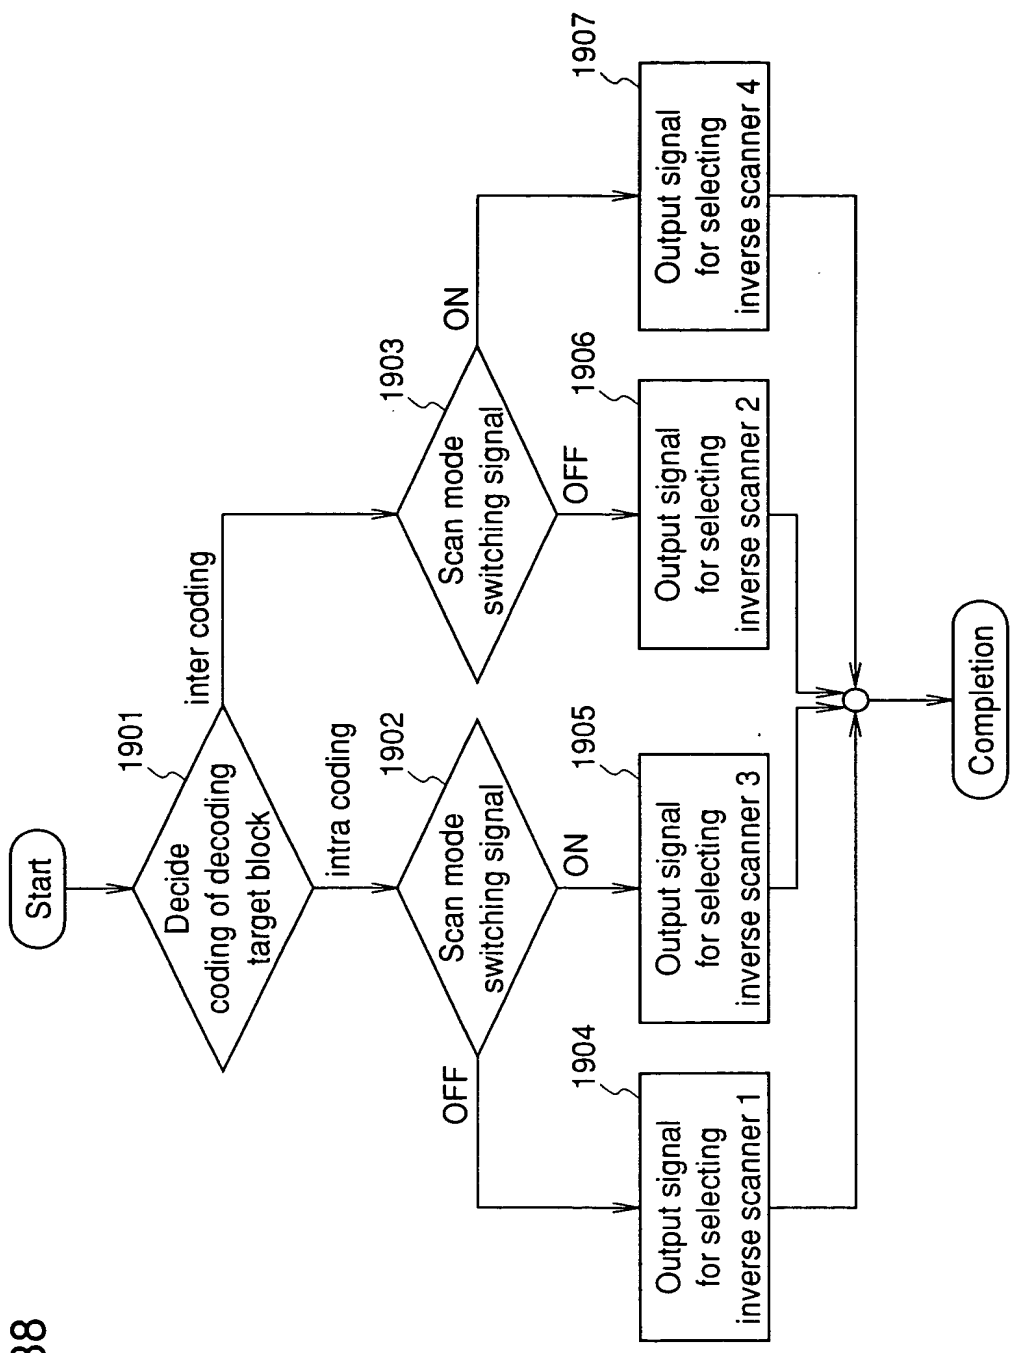 38
Start
1901
Decide
coding of decoding
target block
inter coding
intra coding
1902
Scan mode
switching signal
OFF
ON
1903
Scan mode
switching signal
ON
OFF
1904
Output signal
for selecting
inverse scanner 1
1905
Output signal
for selecting
inverse scanner 3
1906
Output signal
for selecting
inverse scanner 2
1907
Output signal
for selecting
inverse scanner 4
Completion